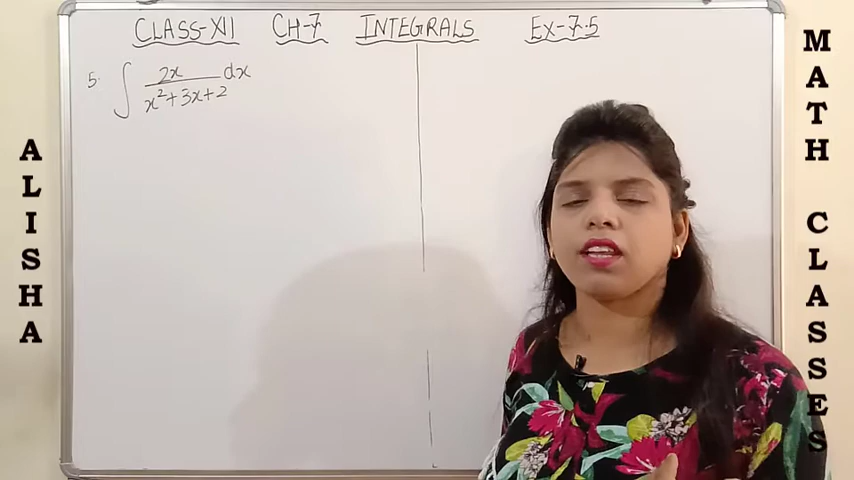 CLASS-XII CH-7 INTEGRALS EX-7.5
5. ∫ 2x/(x²+3x+2) dx
ALISHA
MATH CLASSES